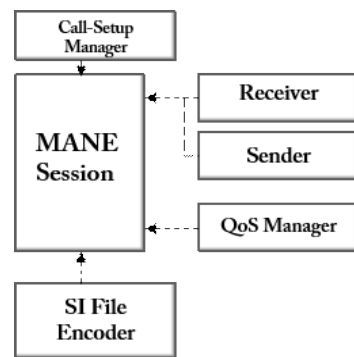 Call-Setup
Manager
MANE
Session
Receiver
Sender
QoS Manager
SI File
Encoder